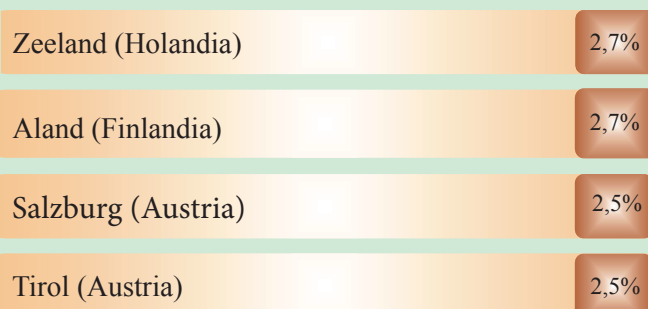 Zeeland (Holandia) 2,7%
Aland (Finlandia) 2,7%
Salzburg (Austria) 2,5%
Tirol (Austria) 2,5%